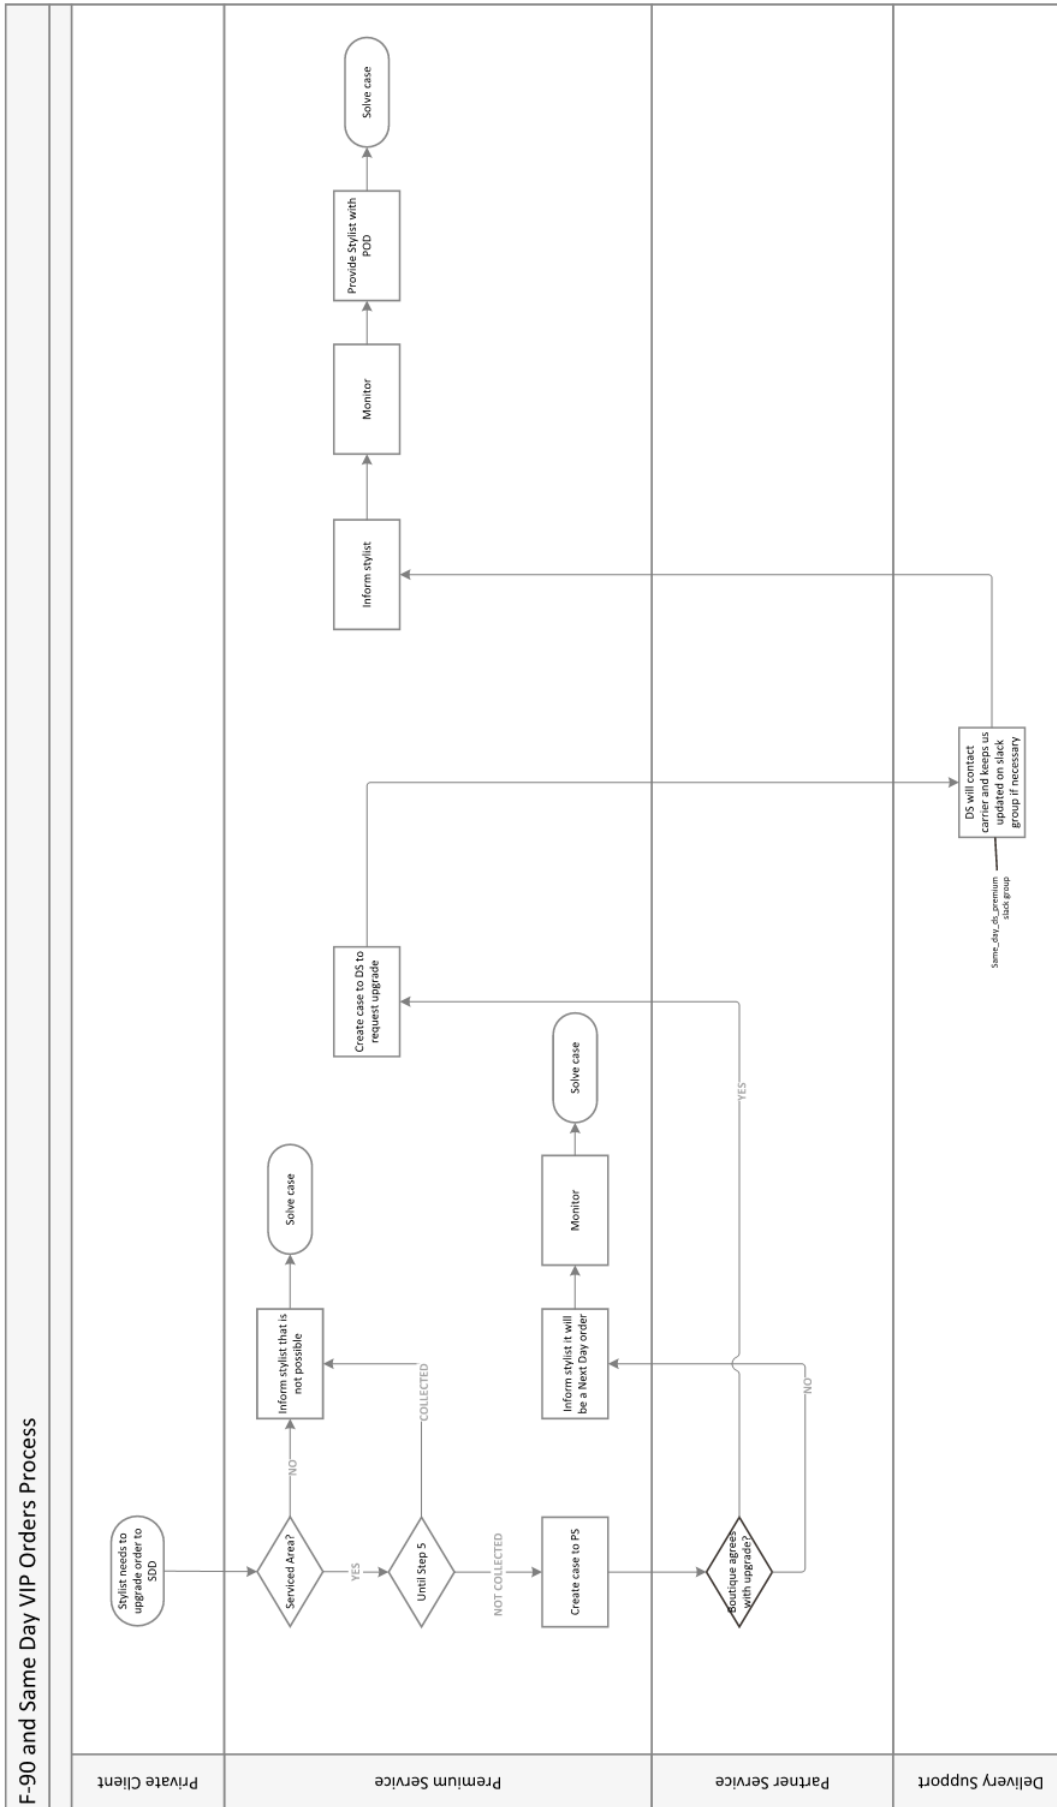 F-90 and Same Day VIP Orders Process
Private Client
Stylist needs to
upgrade order to
SDD
Premium Service
Serviced Area?
NO
Inform stylist that is
not possible
Solve case
YES
Until Step 5
COLLECTED
NOT COLLECTED
Create case to PS
Inform stylist it will
be a Next Day order
Monitor
Solve case
Create case to DS to
request upgrade
Inform stylist
Monitor
Provide Stylist with
POD
Solve case
Partner Service
Boutique agrees
with upgrade?
YES
NO
Delivery Support
Same_day_ds_premium
slack group
DS will contact
carrier and keeps us
updated on slack
group if necessary